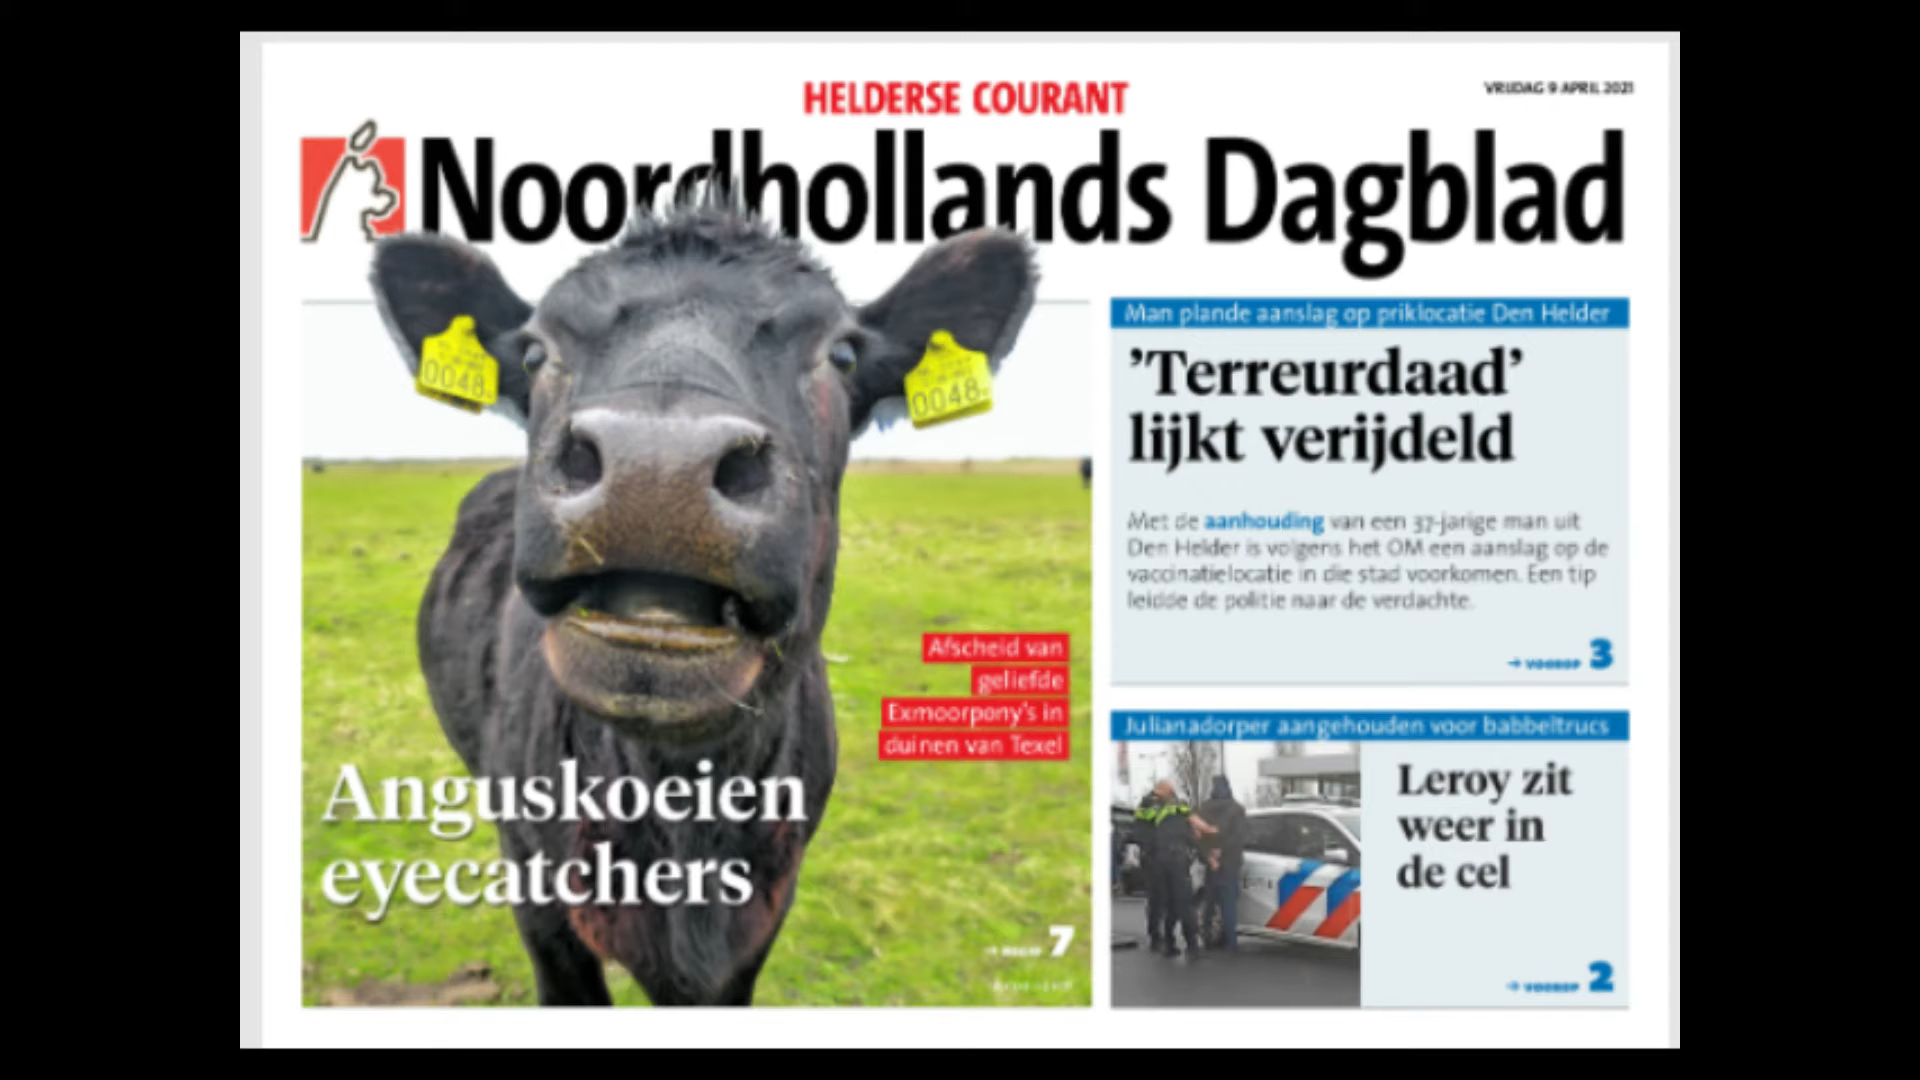 HELDERSE COURANT
VRIJDAG 9 APRIL 2021
Noordhollands Dagblad
0048
0048
Afscheid van
geliefde
Exmoorpony's in
duinen van Texel
Anguskoeien
eyecatchers
7
Man plande aanslag op priklocatie Den Helder
’Terreurdaad’
lijkt verijdeld
Met de aanhouding van een 37-jarige man uit
Den Helder is volgens het OM een aanslag op de
vaccinatielocatie in die stad voorkomen. Een tip
leidde de politie naar de verdachte.
→ VOOROP 3
Julianadorper aangehouden voor babbeltrucs
Leroy zit
weer in
de cel
→ VOOROP 2